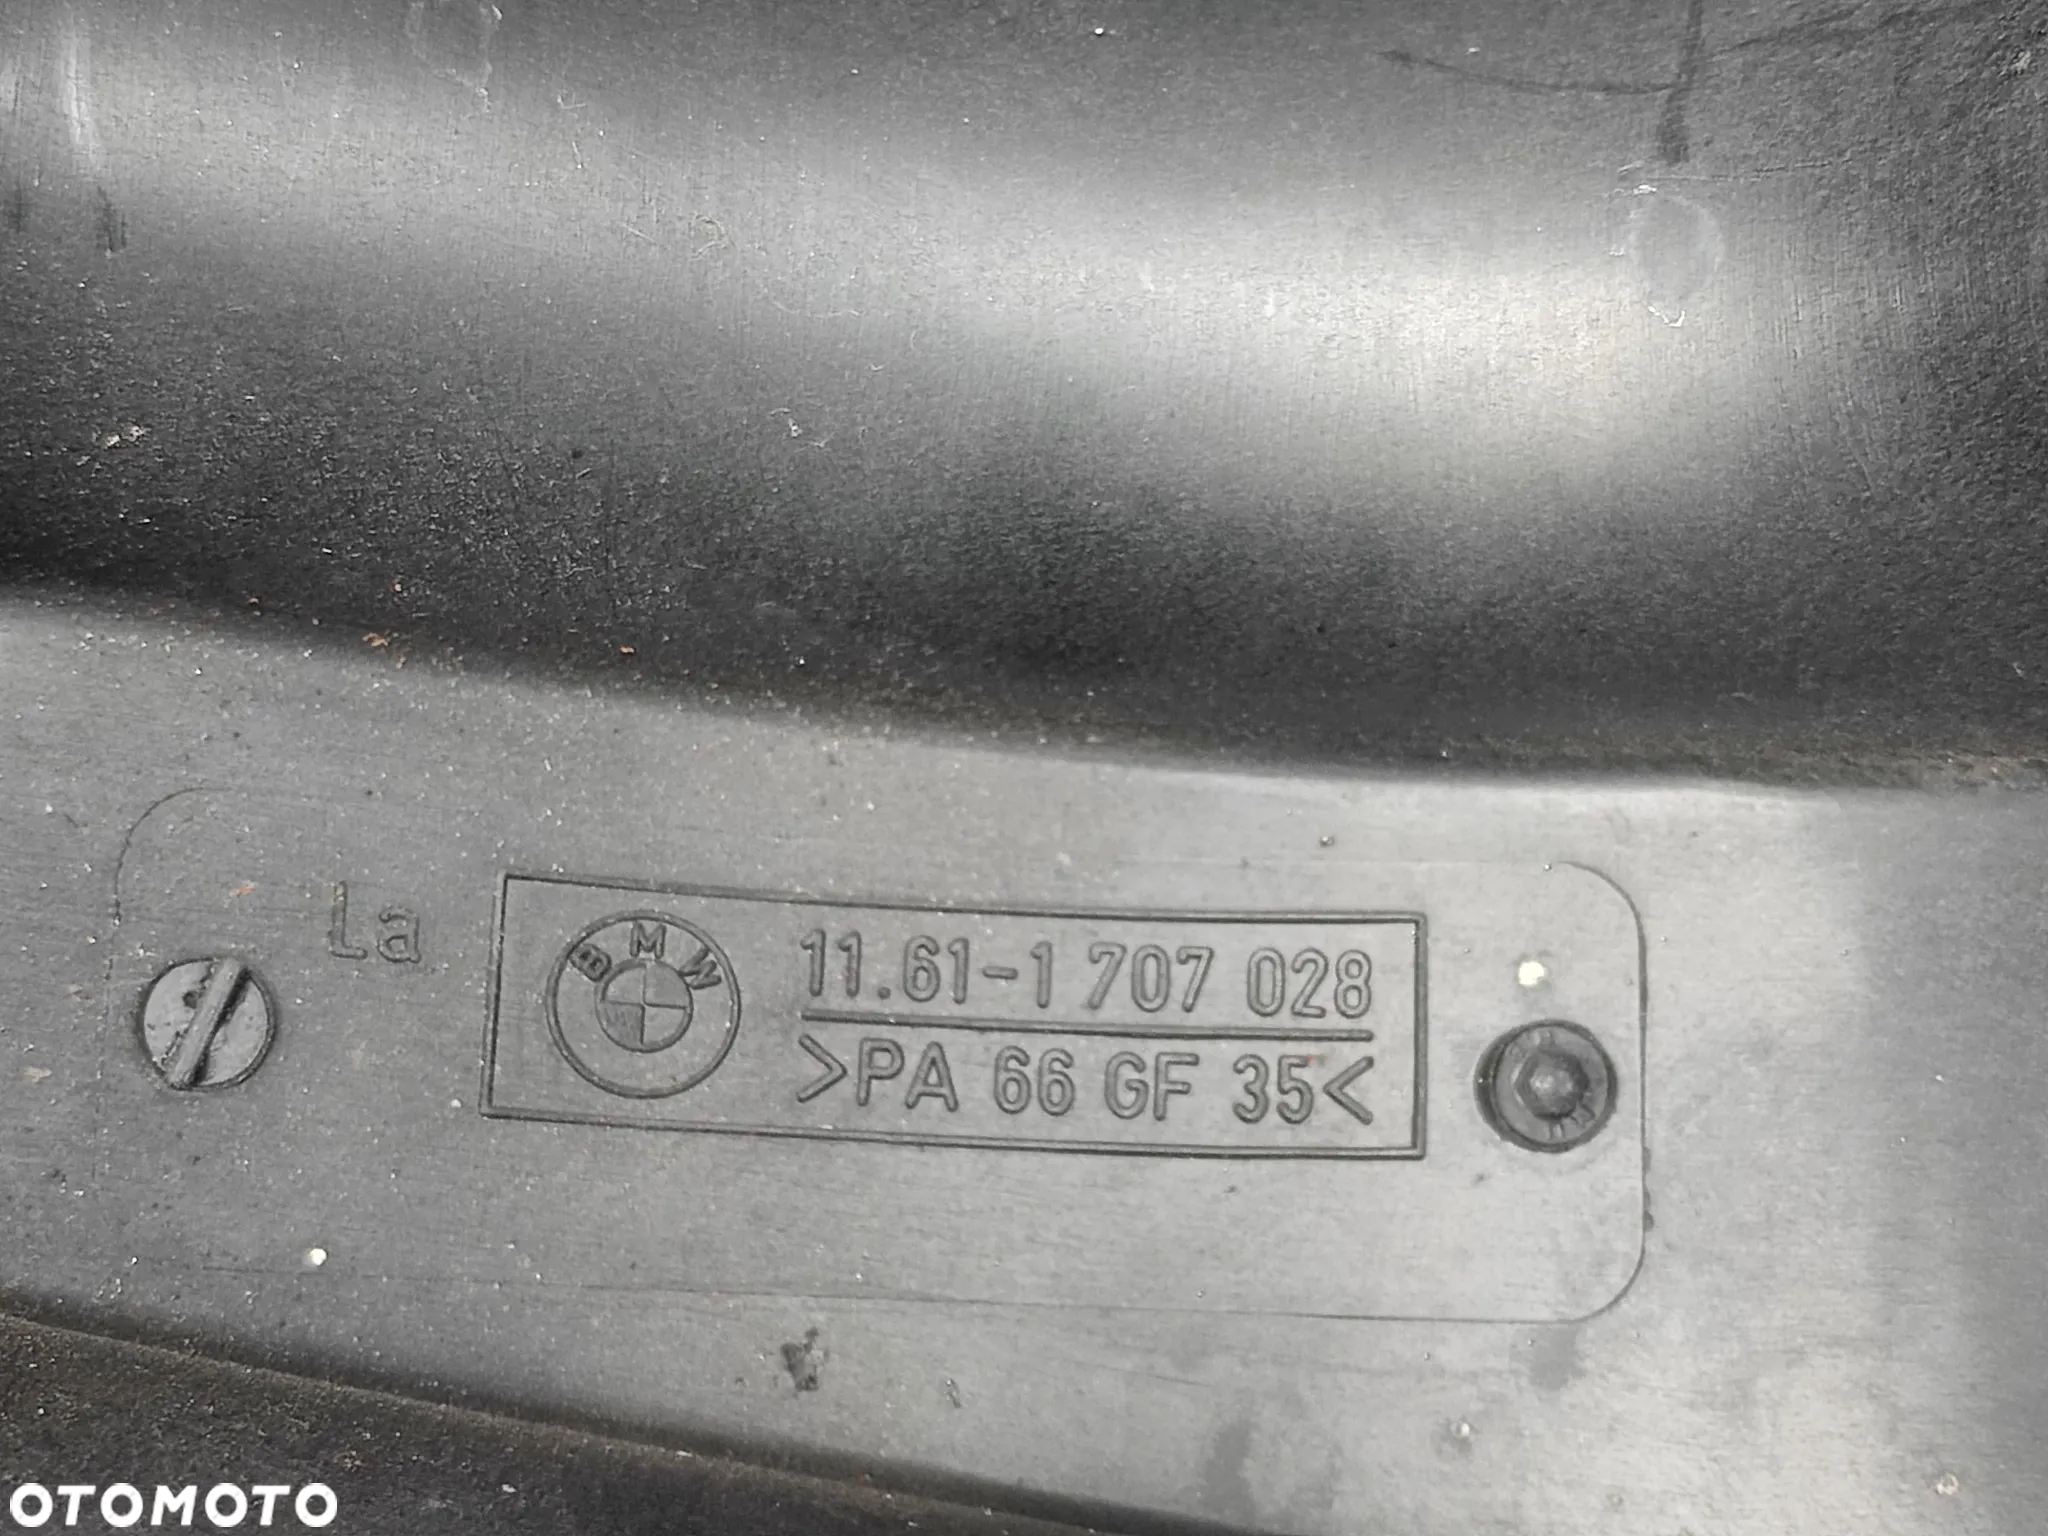 La
BMW
11.61-1 707 028
>PA 66 GF 35<
OTOMOTO